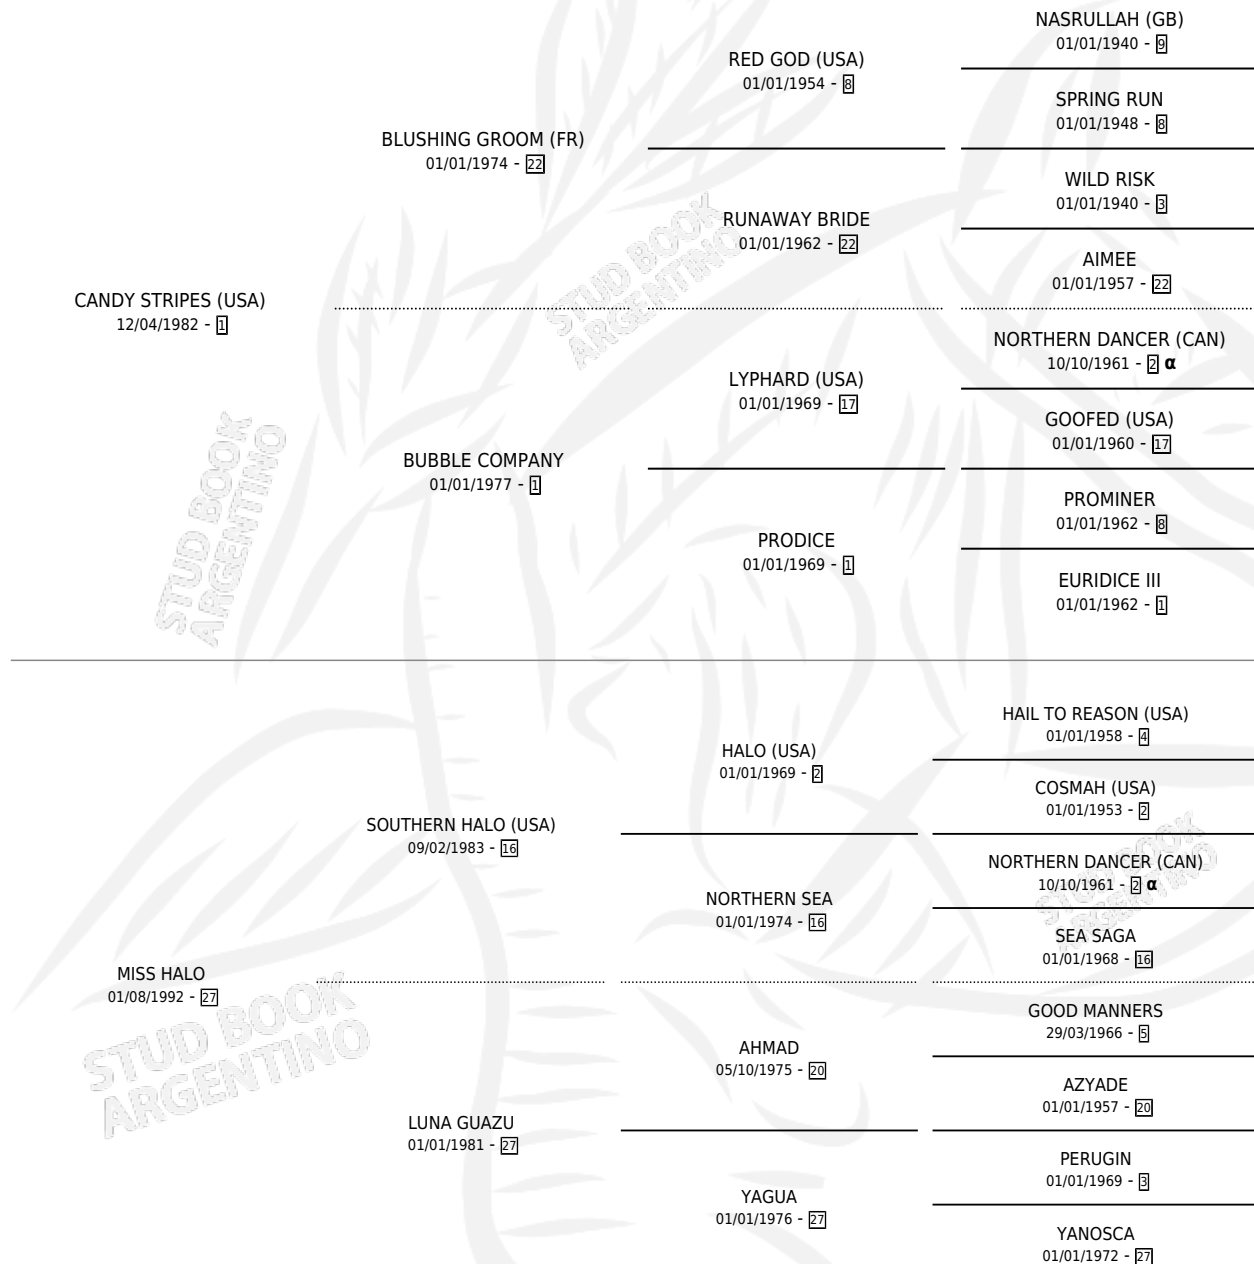 NASRULLAH (GB)
01/01/1940 - 9
RED GOD (USA)
01/01/1954 - 8
SPRING RUN
01/01/1948 - 8
BLUSHING GROOM (FR)
01/01/1974 - 22
WILD RISK
01/01/1940 - 3
RUNAWAY BRIDE
01/01/1962 - 22
AIMEE
01/01/1957 - 22
CANDY STRIPES (USA)
12/04/1982 - 1
NORTHERN DANCER (CAN)
10/10/1961 - 2 α
LYPHARD (USA)
01/01/1969 - 17
GOOFED (USA)
01/01/1960 - 17
BUBBLE COMPANY
01/01/1977 - 1
PROMINER
01/01/1962 - 8
PRODICE
01/01/1969 - 1
EURIDICE III
01/01/1962 - 1
HAIL TO REASON (USA)
01/01/1958 - 4
HALO (USA)
01/01/1969 - 2
COSMAH (USA)
01/01/1953 - 2
SOUTHERN HALO (USA)
09/02/1983 - 16
NORTHERN DANCER (CAN)
10/10/1961 - 2 α
NORTHERN SEA
01/01/1974 - 16
SEA SAGA
01/01/1968 - 16
MISS HALO
01/08/1992 - 27
GOOD MANNERS
29/03/1966 - 5
AHMAD
05/10/1975 - 20
AZYADE
01/01/1957 - 20
LUNA GUAZU
01/01/1981 - 27
PERUGIN
01/01/1969 - 3
YAGUA
01/01/1976 - 27
YANOSCA
01/01/1972 - 27
STUD BOOK
ARGENTINO
STUD BOOK
ARGENTINO
STUD BOOK
ARGENTINO
STUD BOOK
ARGENTINO